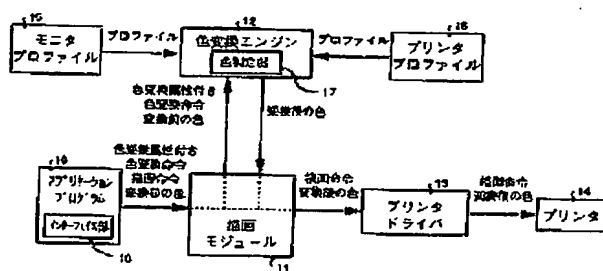 15
モニタ
プロファイル
プロファイル
12
色変換エンジン
色判定部
17
プロファイル
16
プリンタ
プロファイル
色変換属性付き
色変換命令
変換前の色
変換後の色
18
アプリケーション
プログラム
インターフェイス部
10
色変換属性付き
色変換命令
描画命令
変換前の色
描画
モジュール
11
描画命令
変換後の色
13
プリンタ
ドライバ
描画命令
変換後の色
14
プリンタ